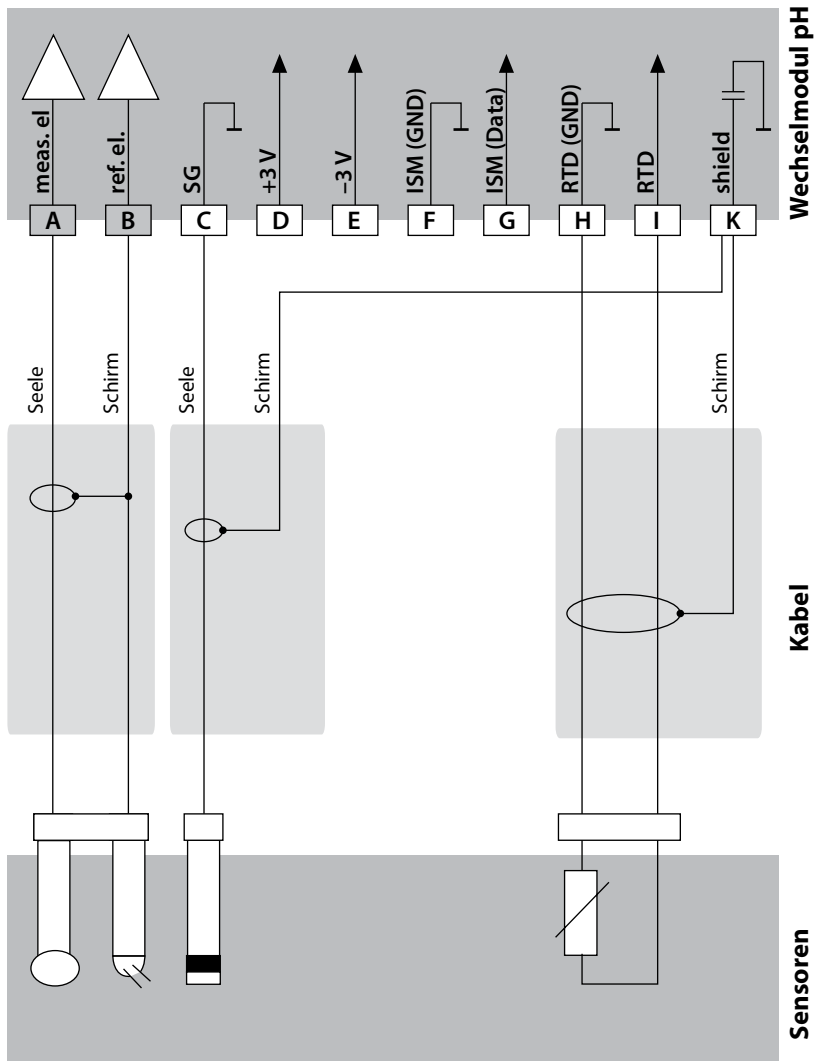 meas. el
ref. el.
SG
+3 V
–3 V
ISM (GND)
ISM (Data)
RTD (GND)
RTD
shield
Wechselmodul pH
A
B
C
D
E
F
G
H
I
K
Seele
Schirm
Seele
Schirm
Schirm
Kabel
Sensoren